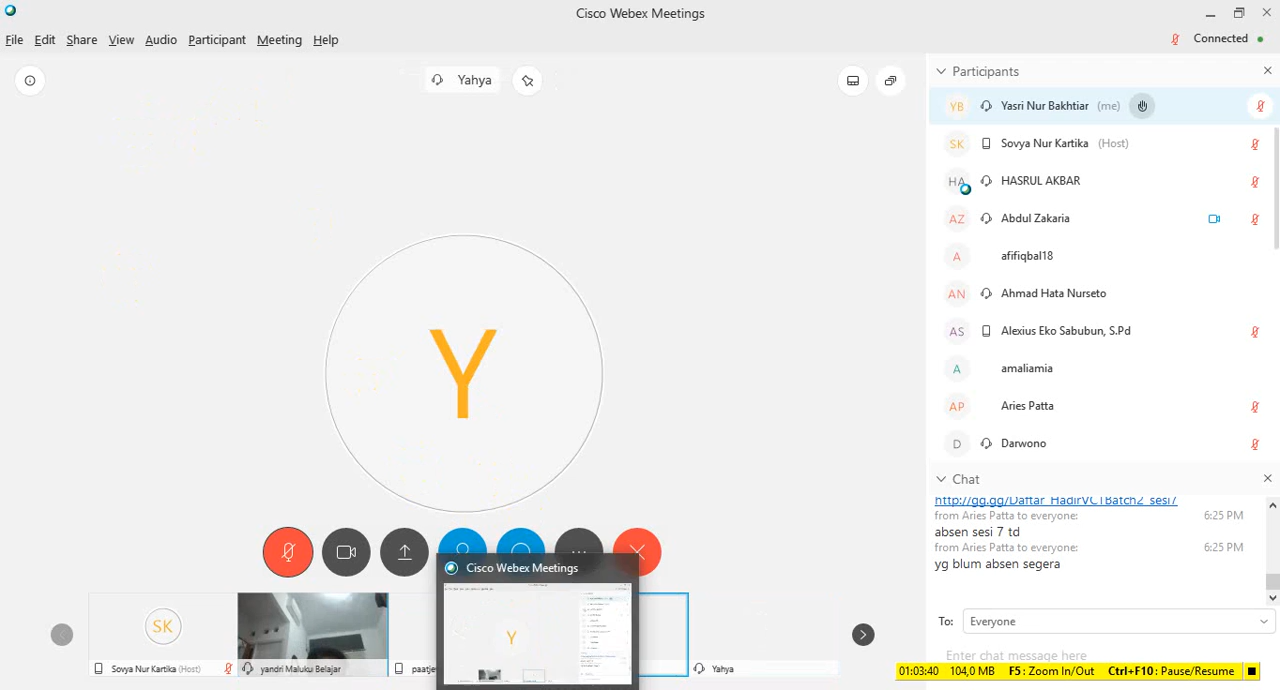 Cisco Webex Meetings
File Edit Share View Audio Participant Meeting Help
Connected
Yahya
Y
Participants
YB Yasri Nur Bakhtiar (me)
SK Sovya Nur Kartika (Host)
HA HASRUL AKBAR
AZ Abdul Zakaria
A afifiqbal18
AN Ahmad Hata Nurseto
AS Alexius Eko Sabubun, S.Pd
A amaliamia
AP Aries Patta
D Darwono
Chat
http://gg.gg/Daftar_HadirVCTBatch2_sesi7
from Aries Patta to everyone: 6:25 PM
absen sesi 7 td
from Aries Patta to everyone: 6:25 PM
yg blum absen segera
To: Everyone
Enter chat message here
Cisco Webex Meetings
Y
SK
Sovya Nur Kartika (Host)
yandri Maluku Belajar
paatje
Yahya
01:03:40 104,0 MB F5: Zoom In/Out Ctrl+F10: Pause/Resume